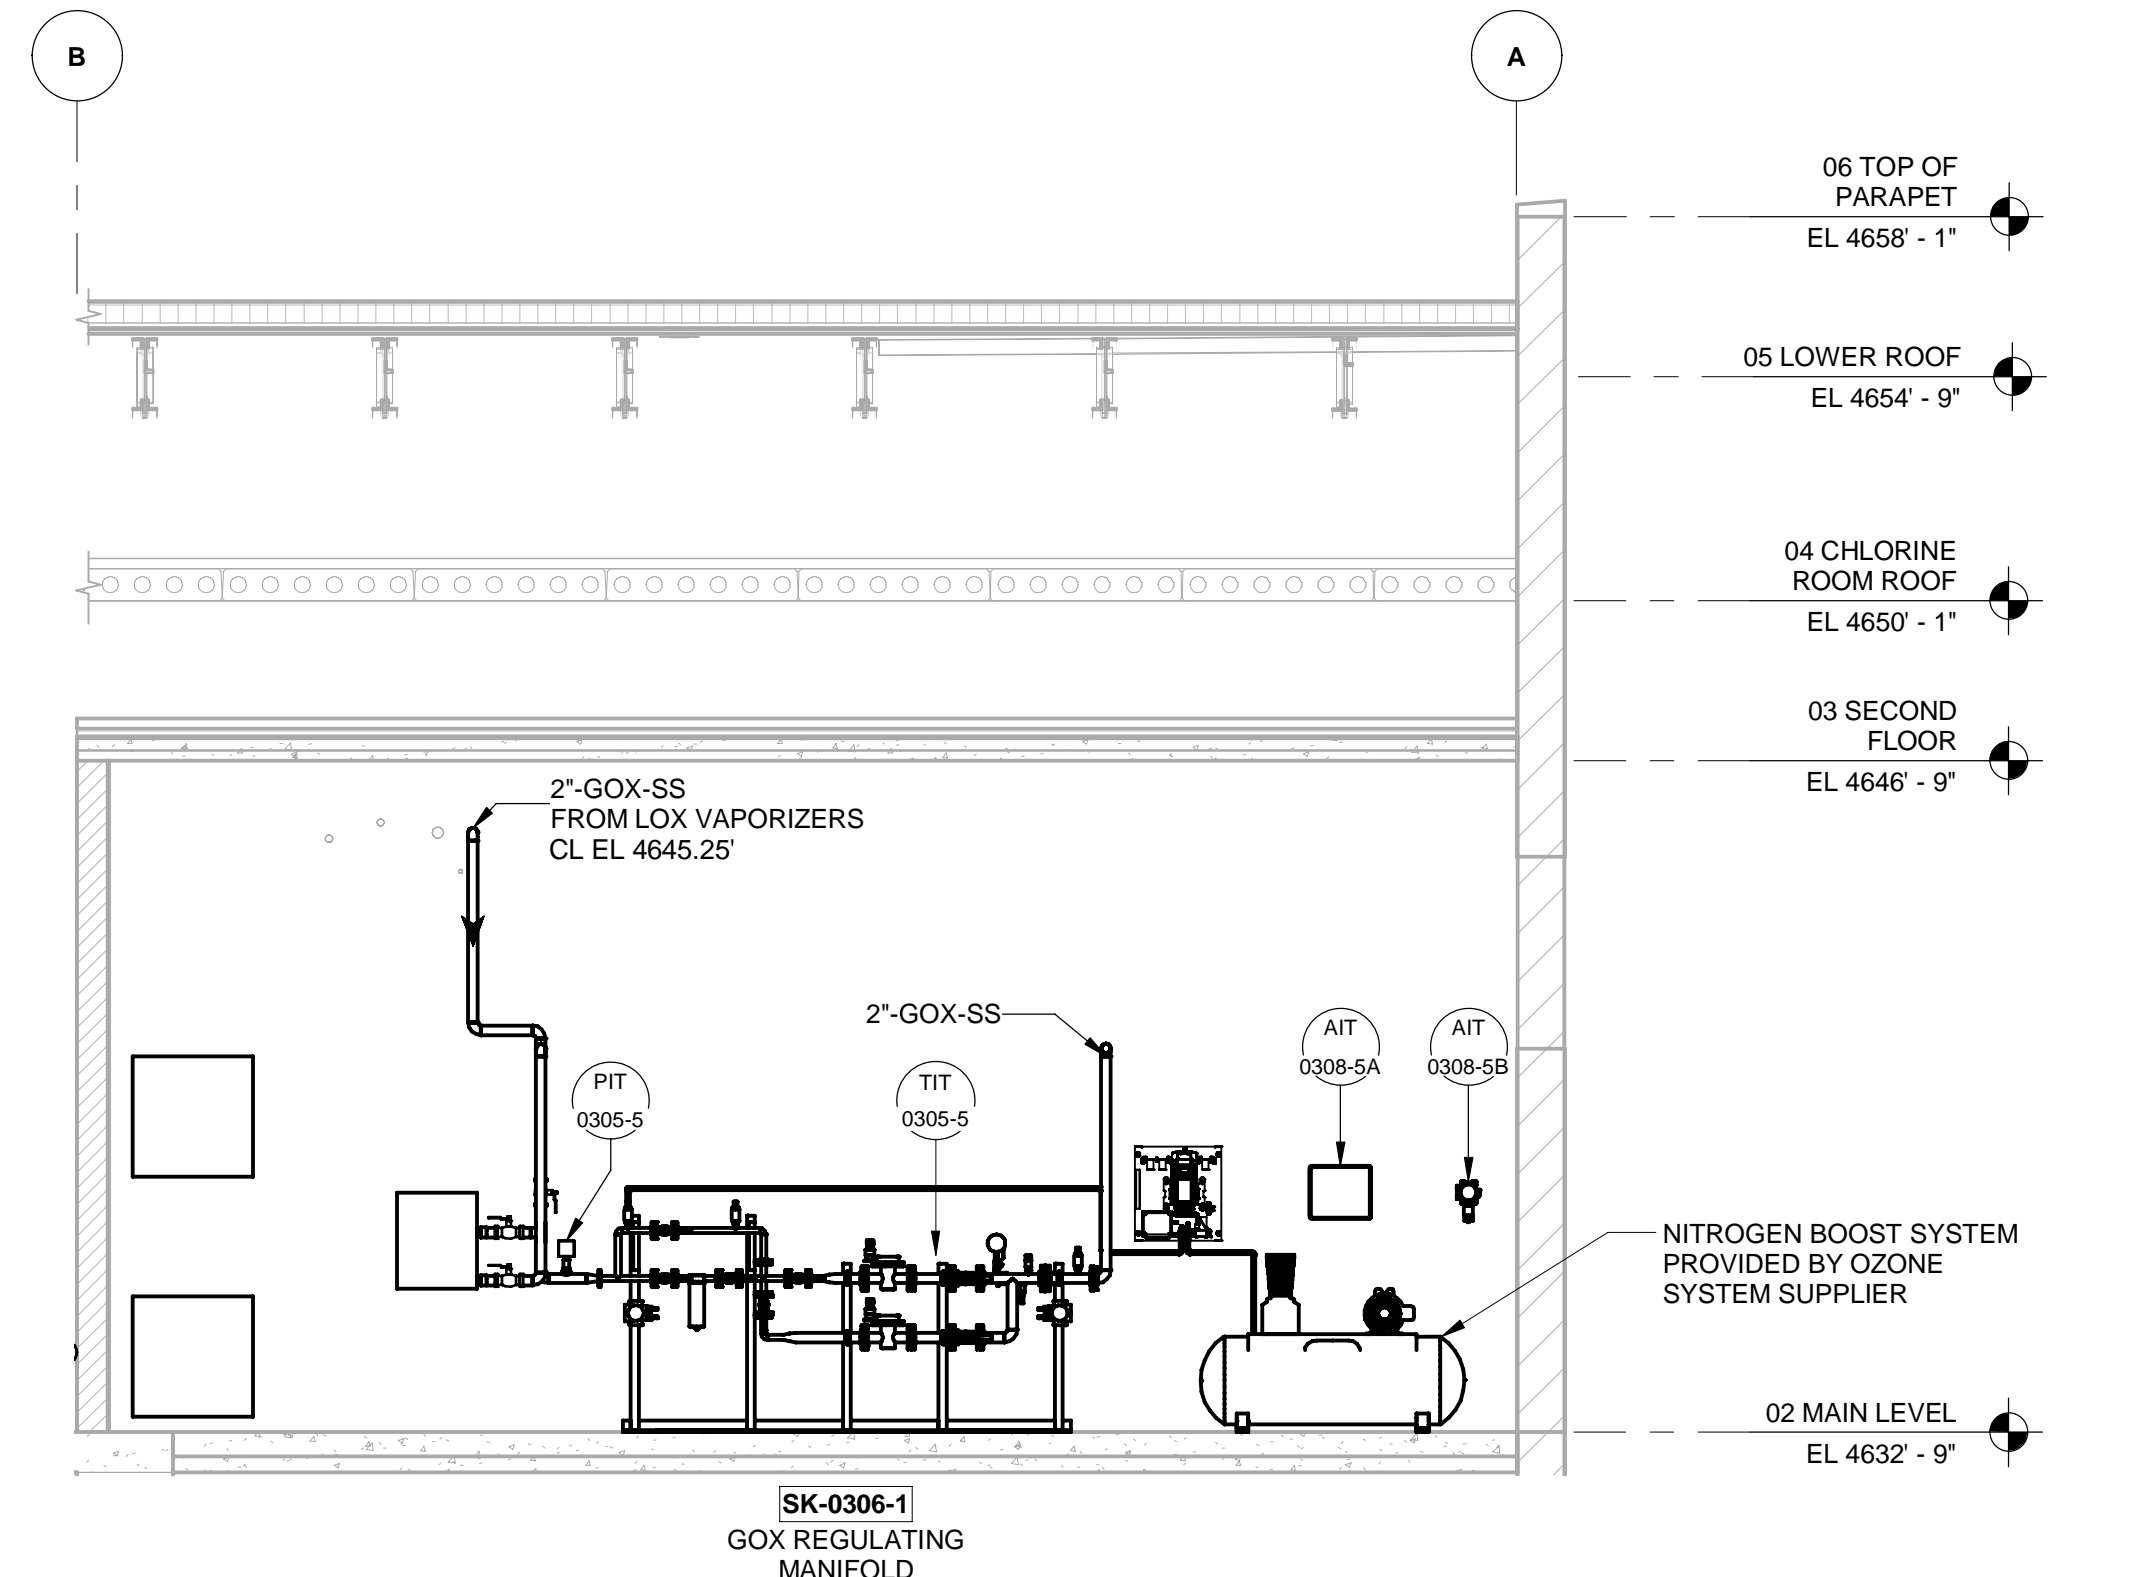 B
A
06 TOP OF
PARAPET
EL 4658' - 1"
05 LOWER ROOF
EL 4654' - 9"
04 CHLORINE
ROOM ROOF
EL 4650' - 1"
03 SECOND
FLOOR
EL 4646' - 9"
2"-GOX-SS
FROM LOX VAPORIZERS
CL EL 4645.25'
2"-GOX-SS
AIT
0308-5A
AIT
0308-5B
PIT
0305-5
TIT
0305-5
NITROGEN BOOST SYSTEM
PROVIDED BY OZONE
SYSTEM SUPPLIER
02 MAIN LEVEL
EL 4632' - 9"
SK-0306-1
GOX REGULATING
MANIFOLD